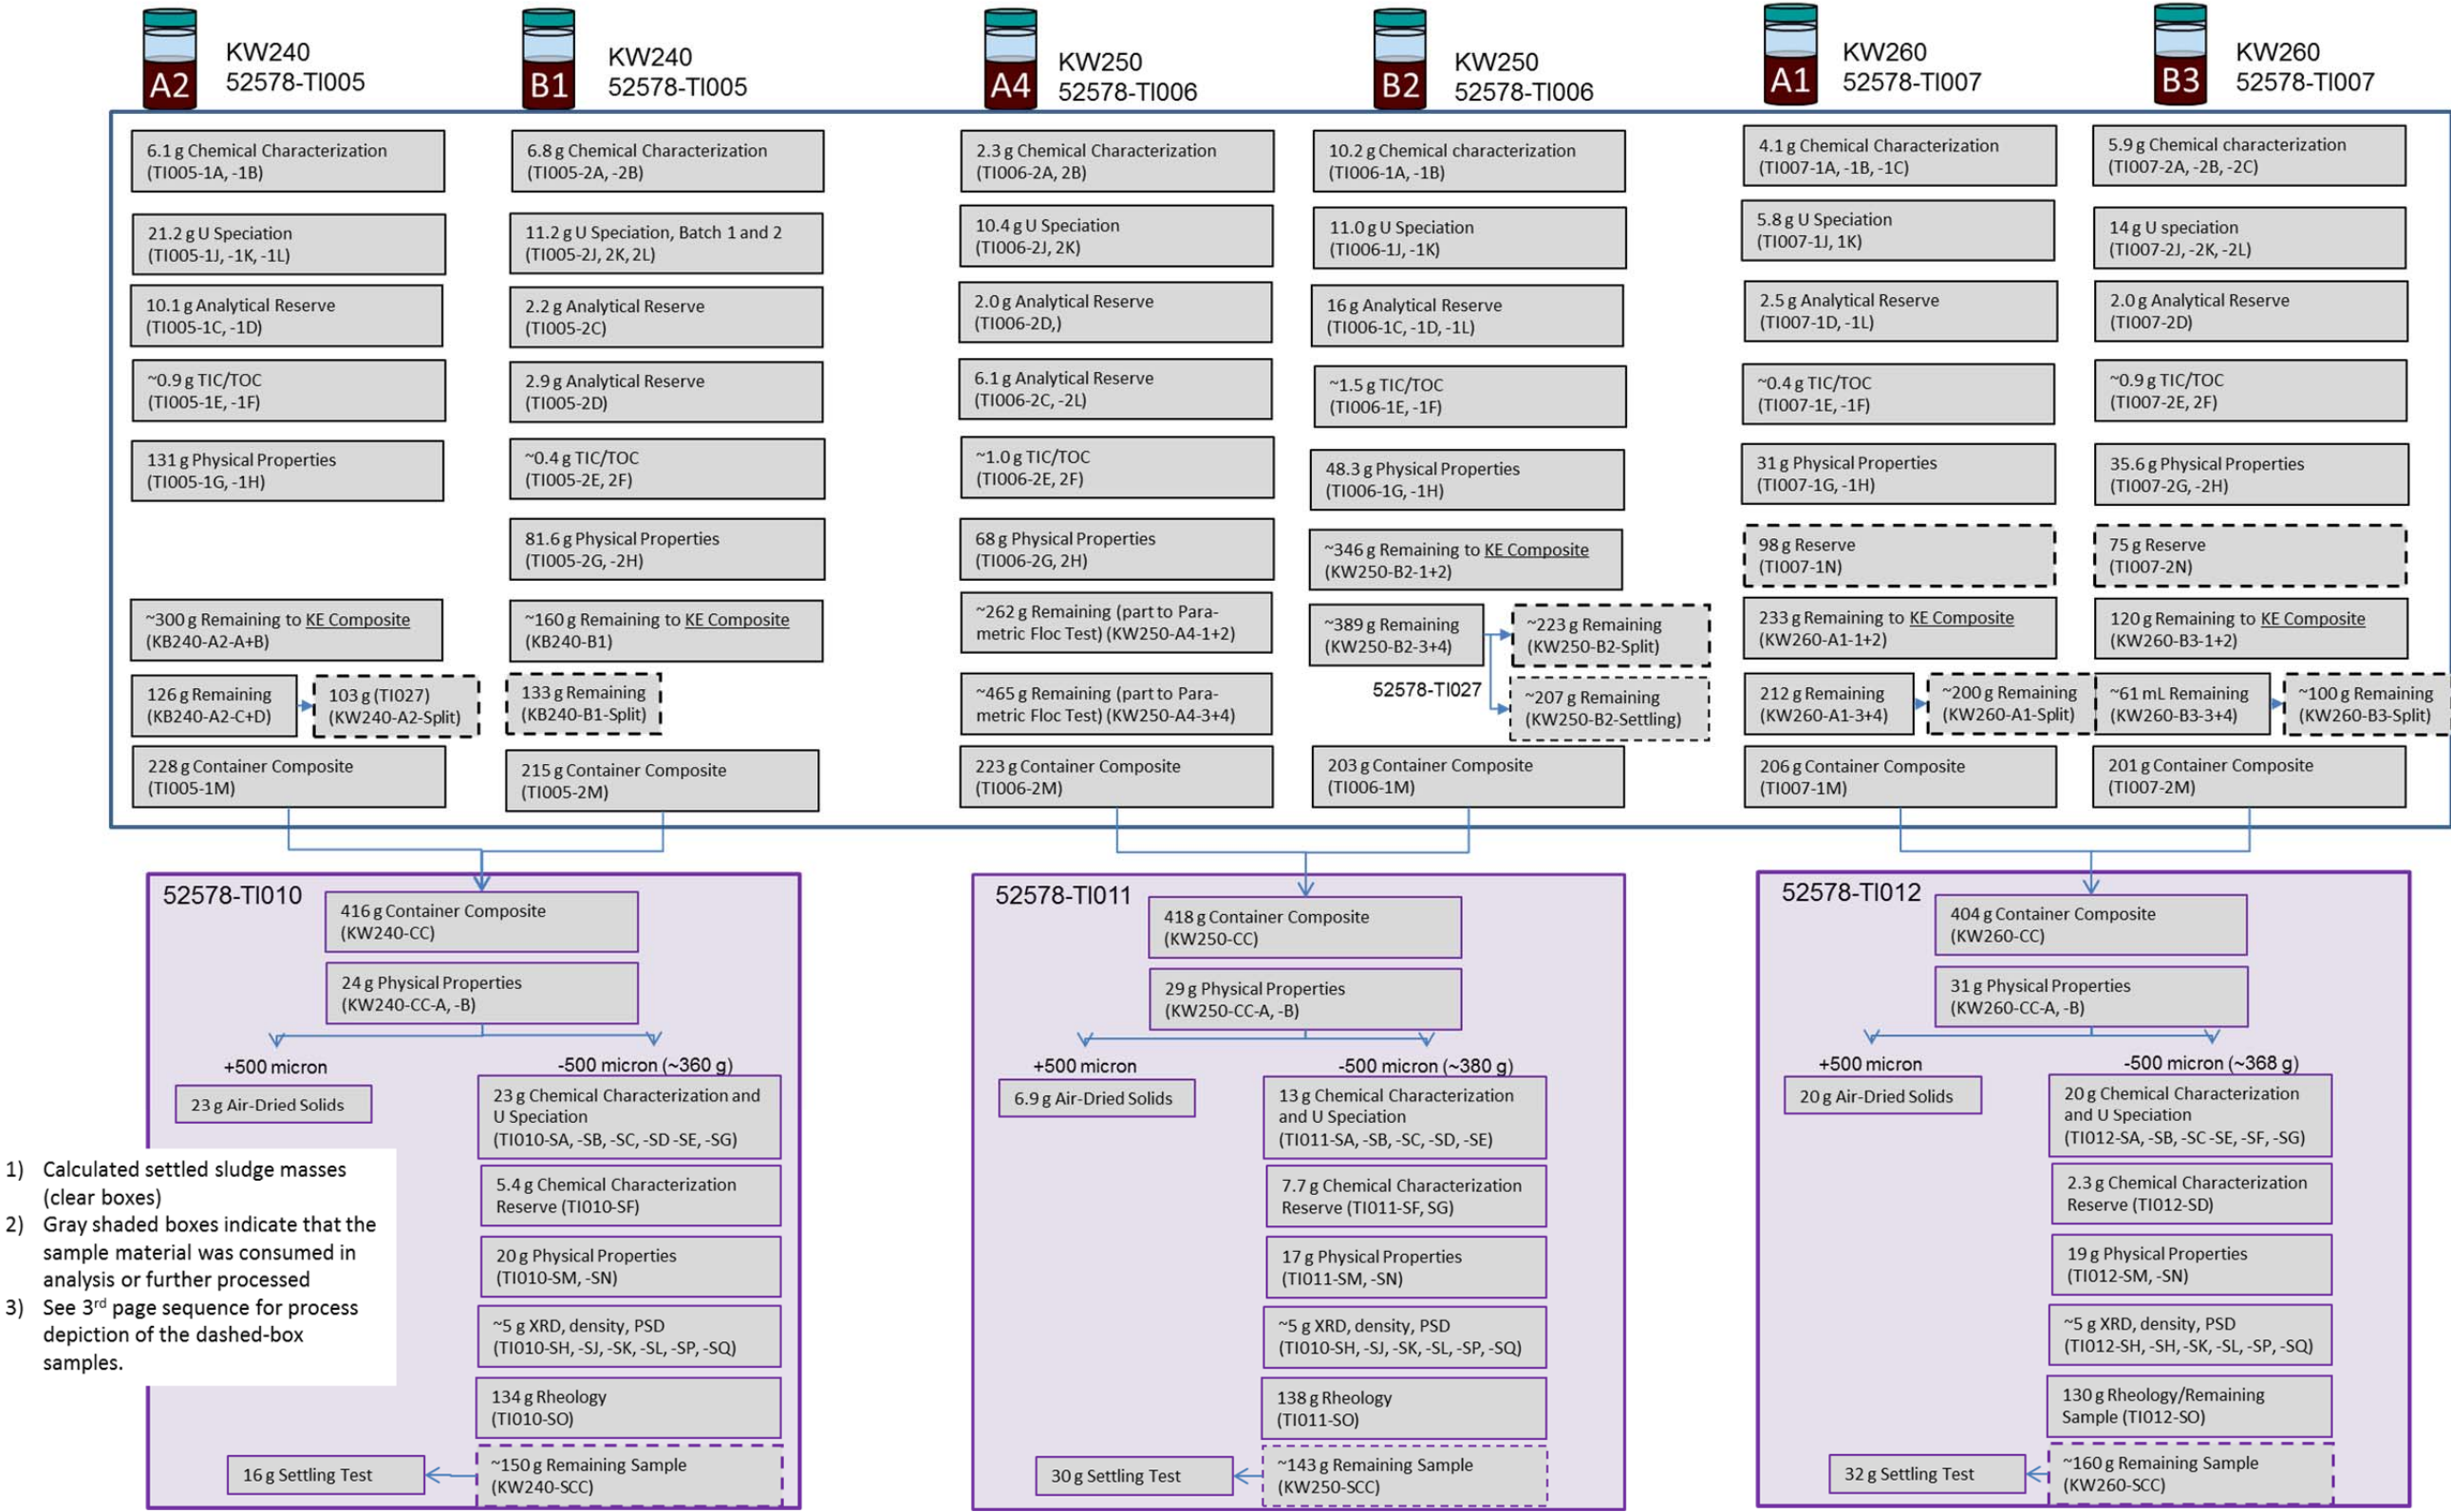 A2
KW240
52578-TI005
B1
KW240
52578-TI005
A4
KW250
52578-TI006
B2
KW250
52578-TI006
A1
KW260
52578-TI007
B3
KW260
52578-TI007
6.1 g Chemical Characterization
(TI005-1A, -1B)
21.2 g U Speciation
(TI005-1J, -1K, -1L)
10.1 g Analytical Reserve
(TI005-1C, -1D)
~0.9 g TIC/TOC
(TI005-1E, -1F)
131 g Physical Properties
(TI005-1G, -1H)
~300 g Remaining to KE Composite
(KB240-A2-A+B)
126 g Remaining
(KB240-A2-C+D)
103 g (TI027)
(KW240-A2-Split)
228 g Container Composite
(TI005-1M)
6.8 g Chemical Characterization
(TI005-2A, -2B)
11.2 g U Speciation, Batch 1 and 2
(TI005-2J, 2K, 2L)
2.2 g Analytical Reserve
(TI005-2C)
2.9 g Analytical Reserve
(TI005-2D)
~0.4 g TIC/TOC
(TI005-2E, 2F)
81.6 g Physical Properties
(TI005-2G, -2H)
~160 g Remaining to KE Composite
(KB240-B1)
133 g Remaining
(KB240-B1-Split)
215 g Container Composite
(TI005-2M)
2.3 g Chemical Characterization
(TI006-2A, 2B)
10.4 g U Speciation
(TI006-2J, 2K)
2.0 g Analytical Reserve
(TI006-2D,)
6.1 g Analytical Reserve
(TI006-2C, -2L)
~1.0 g TIC/TOC
(TI006-2E, 2F)
68 g Physical Properties
(TI006-2G, 2H)
~262 g Remaining (part to Para-
metric Floc Test) (KW250-A4-1+2)
~465 g Remaining (part to Para-
metric Floc Test) (KW250-A4-3+4)
223 g Container Composite
(TI006-2M)
10.2 g Chemical characterization
(TI006-1A, -1B)
11.0 g U Speciation
(TI006-1J, -1K)
16 g Analytical Reserve
(TI006-1C, -1D, -1L)
~1.5 g TIC/TOC
(TI006-1E, -1F)
48.3 g Physical Properties
(TI006-1G, -1H)
~346 g Remaining to KE Composite
(KW250-B2-1+2)
~389 g Remaining
(KW250-B2-3+4)
~223 g Remaining
(KW250-B2-Split)
52578-TI027
~207 g Remaining
(KW250-B2-Settling)
203 g Container Composite
(TI006-1M)
4.1 g Chemical Characterization
(TI007-1A, -1B, -1C)
5.8 g U Speciation
(TI007-1J, 1K)
2.5 g Analytical Reserve
(TI007-1D, -1L)
~0.4 g TIC/TOC
(TI007-1E, -1F)
31 g Physical Properties
(TI007-1G, -1H)
98 g Reserve
(TI007-1N)
233 g Remaining to KE Composite
(KW260-A1-1+2)
212 g Remaining
(KW260-A1-3+4)
~200 g Remaining
(KW260-A1-Split)
206 g Container Composite
(TI007-1M)
5.9 g Chemical characterization
(TI007-2A, -2B, -2C)
14 g U speciation
(TI007-2J, -2K, -2L)
2.0 g Analytical Reserve
(TI007-2D)
~0.9 g TIC/TOC
(TI007-2E, 2F)
35.6 g Physical Properties
(TI007-2G, -2H)
75 g Reserve
(TI007-2N)
120 g Remaining to KE Composite
(KW260-B3-1+2)
~61 mL Remaining
(KW260-B3-3+4)
~100 g Remaining
(KW260-B3-Split)
201 g Container Composite
(TI007-2M)
52578-TI010
416 g Container Composite
(KW240-CC)
24 g Physical Properties
(KW240-CC-A, -B)
+500 micron
-500 micron (~360 g)
23 g Air-Dried Solids
23 g Chemical Characterization and
U Speciation
(TI010-SA, -SB, -SC, -SD -SE, -SG)
5.4 g Chemical Characterization
Reserve (TI010-SF)
20 g Physical Properties
(TI010-SM, -SN)
~5 g XRD, density, PSD
(TI010-SH, -SJ, -SK, -SL, -SP, -SQ)
134 g Rheology
(TI010-SO)
16 g Settling Test
~150 g Remaining Sample
(KW240-SCC)
52578-TI011
418 g Container Composite
(KW250-CC)
29 g Physical Properties
(KW250-CC-A, -B)
+500 micron
-500 micron (~380 g)
6.9 g Air-Dried Solids
13 g Chemical Characterization
and U Speciation
(TI011-SA, -SB, -SC, -SD, -SE)
7.7 g Chemical Characterization
Reserve (TI011-SF, SG)
17 g Physical Properties
(TI011-SM, -SN)
~5 g XRD, density, PSD
(TI010-SH, -SJ, -SK, -SL, -SP, -SQ)
138 g Rheology
(TI011-SO)
30 g Settling Test
~143 g Remaining Sample
(KW250-SCC)
52578-TI012
404 g Container Composite
(KW260-CC)
31 g Physical Properties
(KW260-CC-A, -B)
+500 micron
-500 micron (~368 g)
20 g Air-Dried Solids
20 g Chemical Characterization
and U Speciation
(TI012-SA, -SB, -SC -SE, -SF, -SG)
2.3 g Chemical Characterization
Reserve (TI012-SD)
19 g Physical Properties
(TI012-SM, -SN)
~5 g XRD, density, PSD
(TI012-SH, -SH, -SK, -SL, -SP, -SQ)
130 g Rheology/Remaining
Sample (TI012-SO)
32 g Settling Test
~160 g Remaining Sample
(KW260-SCC)
1) Calculated settled sludge masses
(clear boxes)
2) Gray shaded boxes indicate that the
sample material was consumed in
analysis or further processed
3) See 3rd page sequence for process
depiction of the dashed-box
samples.